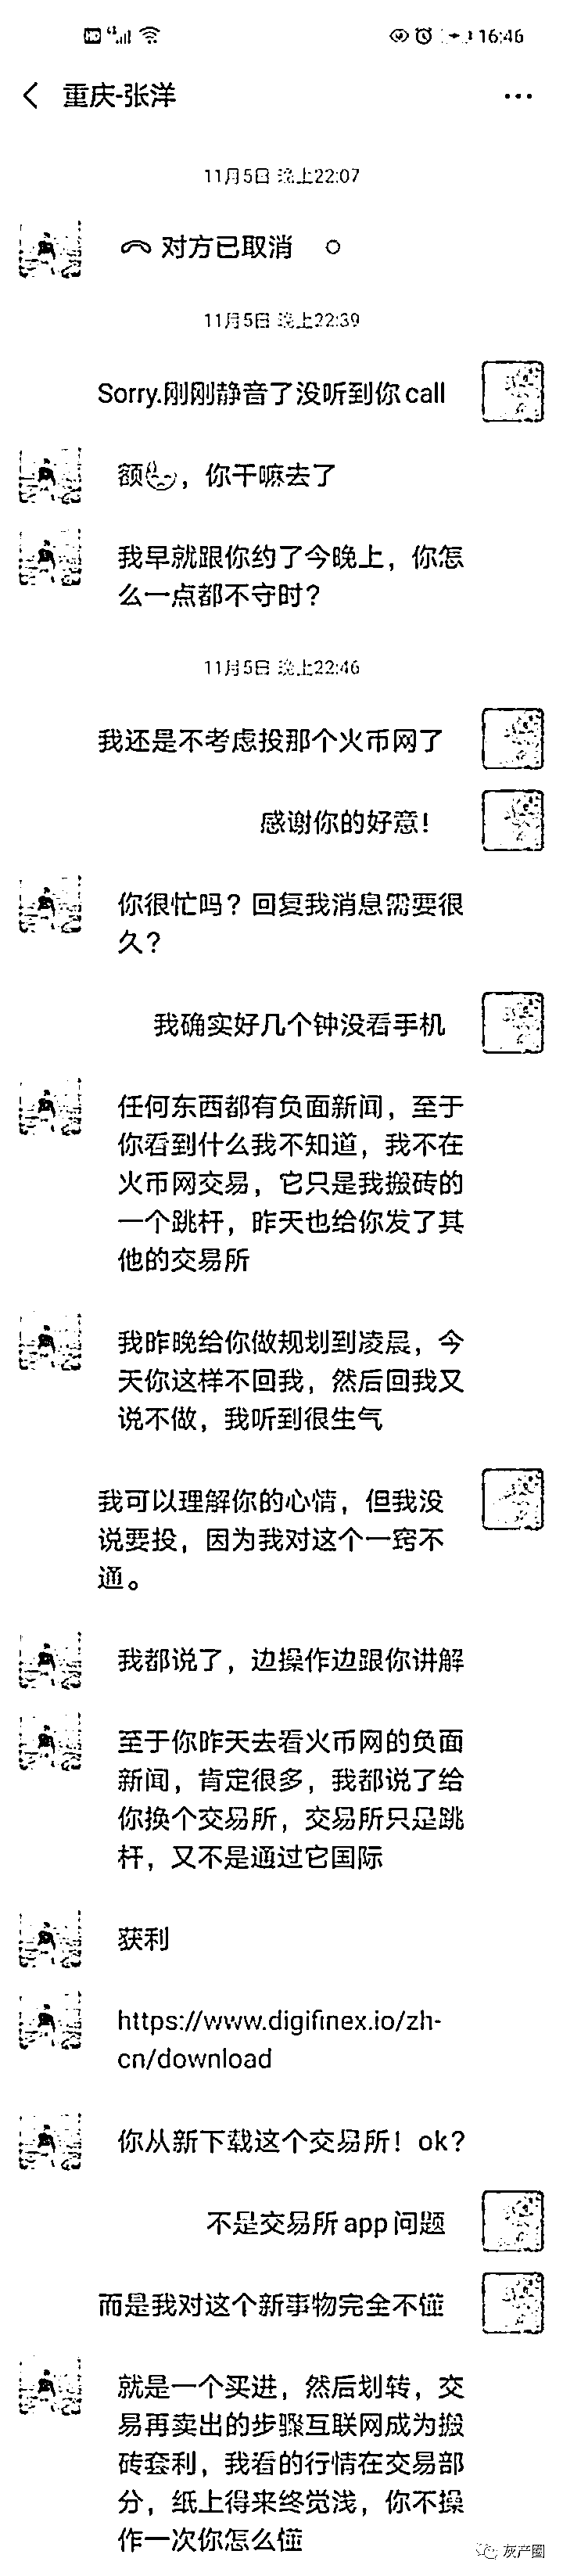 16:46
重庆-张洋
11月5日 晚上22:07
对方已取消
11月5日 晚上22:39
Sorry.刚刚静音了没听到你call
额，你干嘛去了
我早就跟你约了今晚上，你怎
么一点都不守时？
11月5日 晚上22:46
我还是不考虑投那个火币网了
感谢你的好意！
你很忙吗？回复我消息需要很
久？
我确实好几个钟没看手机
任何东西都有负面新闻，至于
你看到什么我不知道，我不在
火币网交易，它只是我搬砖的
一个跳杆，昨天也给你发了其
他的交易所
我昨晚给你做规划到凌晨，今
天你这样不回我，然后回我又
说不做，我听到很生气
我可以理解你的心情，但我没
说要投，因为我对这个一窍不
通。
我都说了，边操作边跟你讲解
至于你昨天去看火币网的负面
新闻，肯定很多，我都说了给
你换个交易所，交易所只是跳
杆，又不是通过它国际
获利
https://www.digifinex.io/zh-
cn/download
你从新下载这个交易所！ok？
不是交易所app问题
而是我对这个新事物完全不懂
就是一个买进，然后划转，交
易再卖出的步骤互联网成为搬
砖套利，我看的行情在交易部
分，纸上得来终觉浅，你不操
作一次你怎么懂
灰产圈